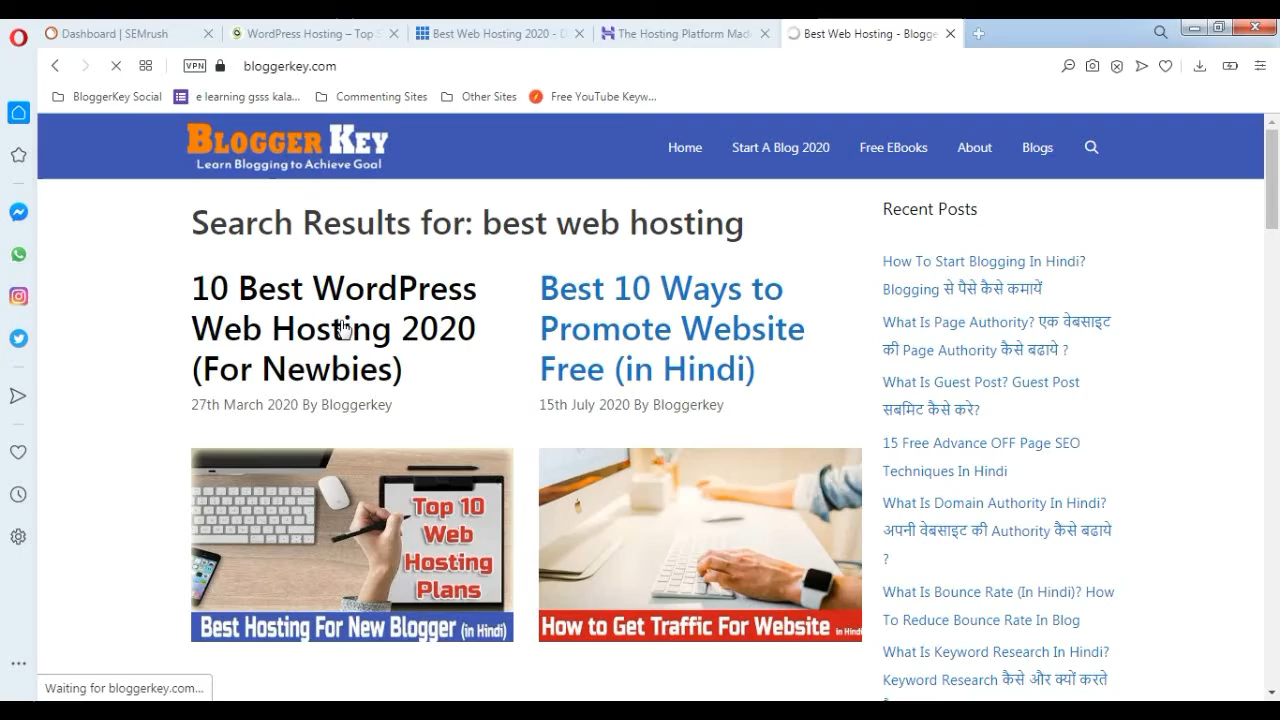 Dashboard | SEMrush
WordPress Hosting – Top
Best Web Hosting 2020
The Hosting Platform Mad
Best Web Hosting - Blogge
VPN bloggerkey.com
BloggerKey Social
e learning gsss kala...
Commenting Sites
Other Sites
Free YouTube Keyw...
BLOGGER KEY
Learn Blogging to Achieve Goal
Home
Start A Blog 2020
Free EBooks
About
Blogs
Search Results for: best web hosting
10 Best WordPress
Web Hosting 2020
(For Newbies)
27th March 2020 By Bloggerkey
Top 10
Web
Hosting
Plans
Best Hosting For New Blogger (in Hindi)
Best 10 Ways to
Promote Website
Free (in Hindi)
15th July 2020 By Bloggerkey
How to Get Traffic For Website in Hindi
Recent Posts
How To Start Blogging In Hindi?
Blogging से पैसे कैसे कमायें
What Is Page Authority? एक वेबसाइट
की Page Authority कैसे बढाये ?
What Is Guest Post? Guest Post
सबमिट कैसे करे?
15 Free Advance OFF Page SEO
Techniques In Hindi
What Is Domain Authority In Hindi?
अपनी वेबसाइट की Authority कैसे बढाये
?
What Is Bounce Rate (In Hindi)? How
To Reduce Bounce Rate In Blog
What Is Keyword Research In Hindi?
Keyword Research कैसे और क्यों करते
Waiting for bloggerkey.com...